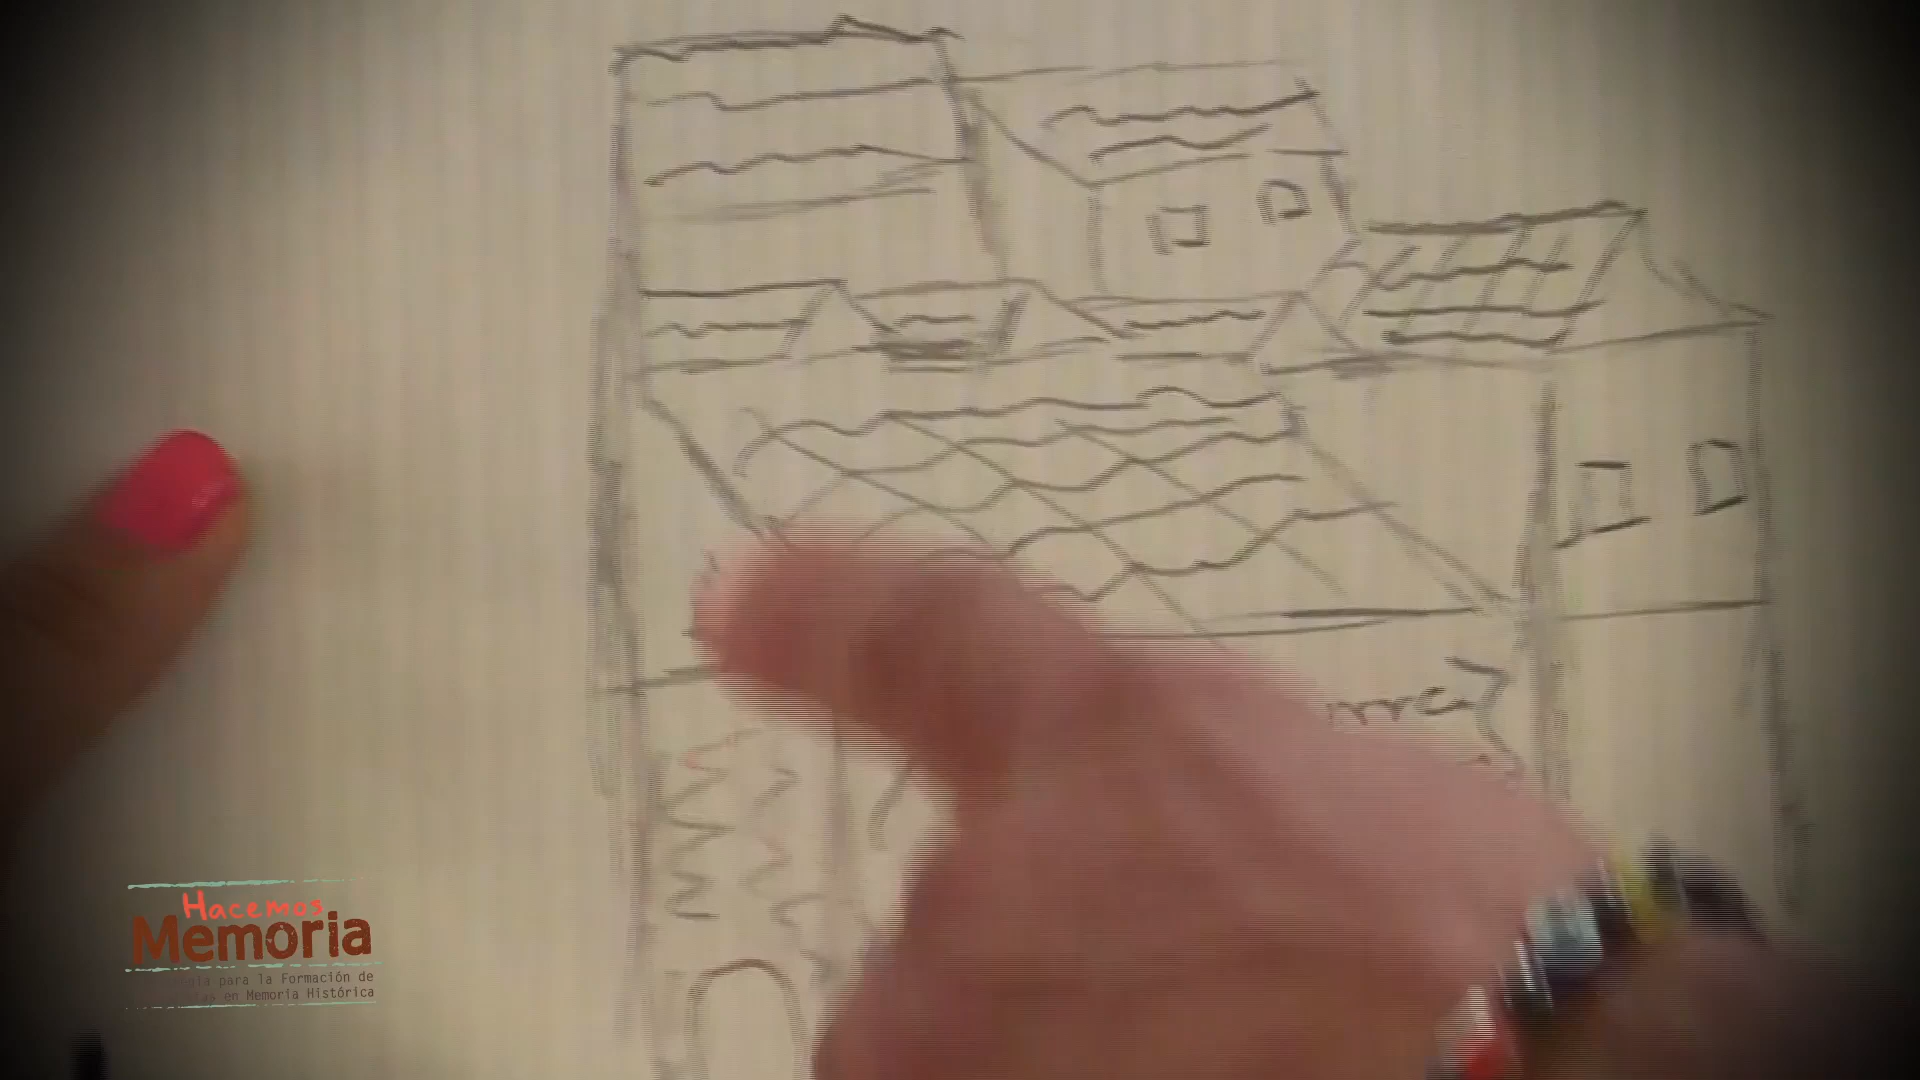 Hacemos
Memoria
para la Formación de
en Memoria Histórica